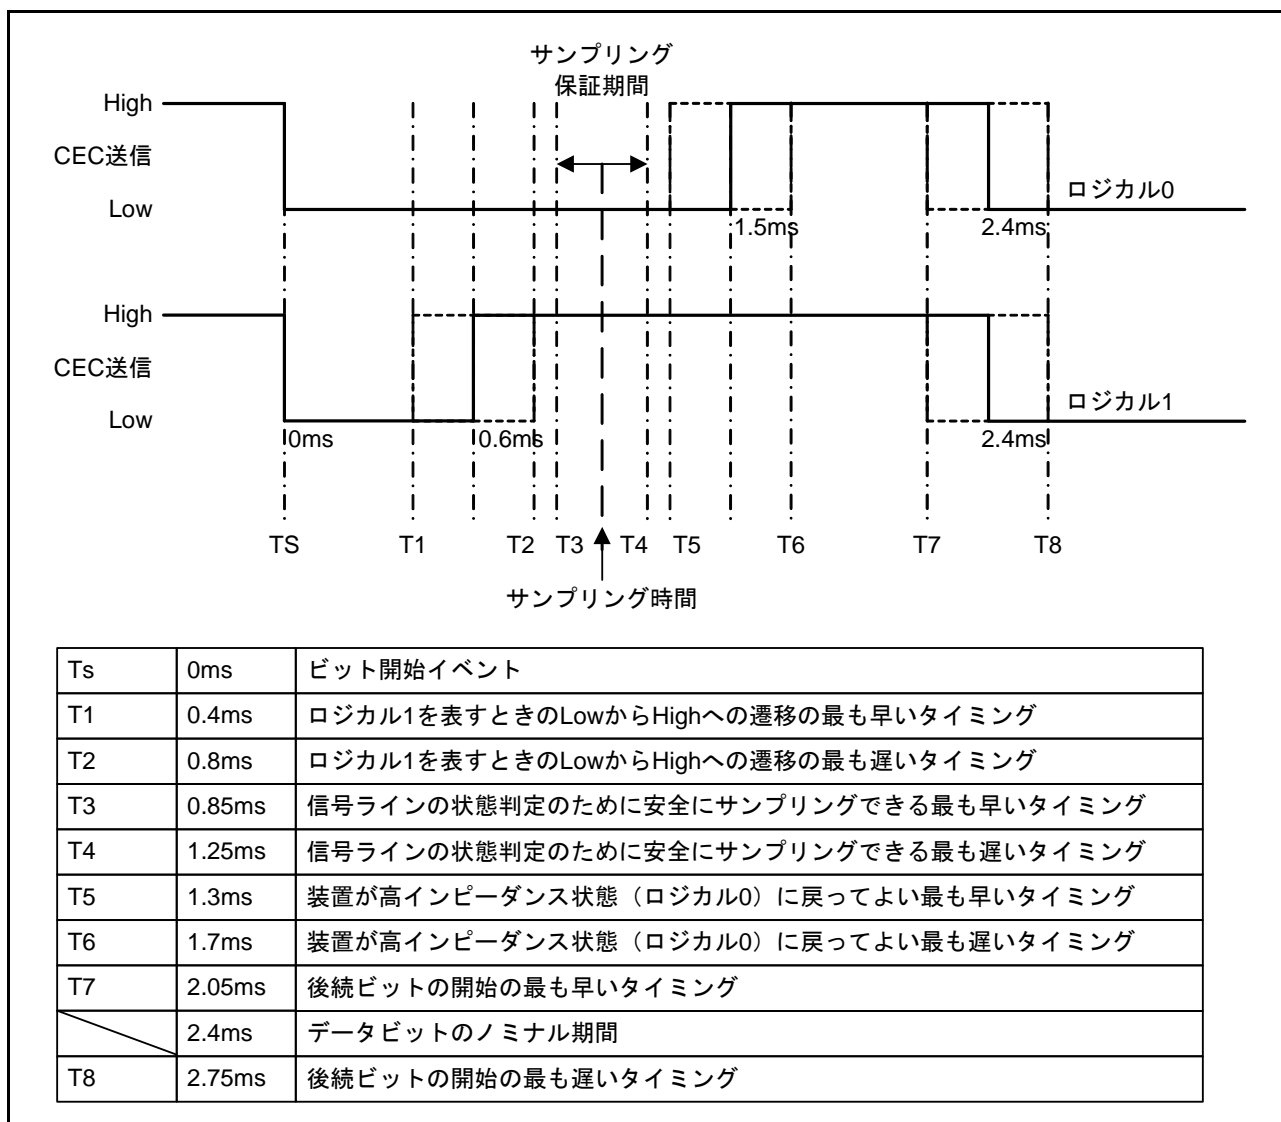 サンプリング
保証期間
High
CEC送信
Low
ロジカル0
1.5ms
2.4ms
High
CEC送信
Low
ロジカル1
0ms
0.6ms
2.4ms
TS T1 T2 T3 T4 T5 T6 T7 T8
サンプリング時間
Ts 0ms ビット開始イベント
T1 0.4ms ロジカル1を表すときのLowからHighへの遷移の最も早いタイミング
T2 0.8ms ロジカル1を表すときのLowからHighへの遷移の最も遅いタイミング
T3 0.85ms 信号ラインの状態判定のために安全にサンプリングできる最も早いタイミング
T4 1.25ms 信号ラインの状態判定のために安全にサンプリングできる最も遅いタイミング
T5 1.3ms 装置が高インピーダンス状態（ロジカル0）に戻ってよい最も早いタイミング
T6 1.7ms 装置が高インピーダンス状態（ロジカル0）に戻ってよい最も遅いタイミング
T7 2.05ms 後続ビットの開始の最も早いタイミング
2.4ms データビットのノミナル期間
T8 2.75ms 後続ビットの開始の最も遅いタイミング